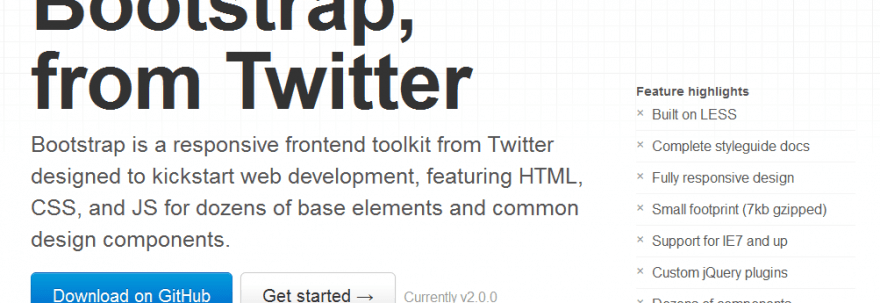 Bootstrap,
from Twitter
Bootstrap is a responsive frontend toolkit from Twitter
designed to kickstart web development, featuring HTML,
CSS, and JS for dozens of base elements and common
design components.
Download on GitHub
Get started →
Currently v2.0.0
Feature highlights
× Built on LESS
× Complete styleguide docs
× Fully responsive design
× Small footprint (7kb gzipped)
× Support for IE7 and up
× Custom jQuery plugins
× Dozens of components